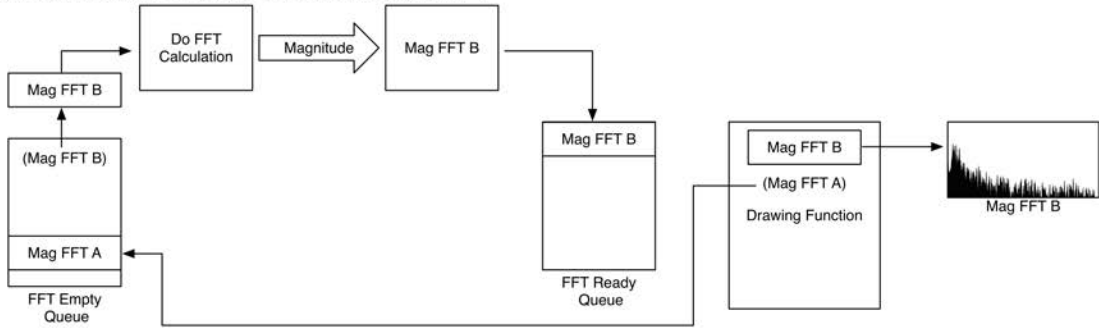 Do FFT
Calculation
Magnitude
Mag FFT B
Mag FFT B
(Mag FFT B)
Mag FFT A
FFT Empty
Queue
Mag FFT B
FFT Ready
Queue
Mag FFT B
(Mag FFT A)
Drawing Function
Mag FFT B